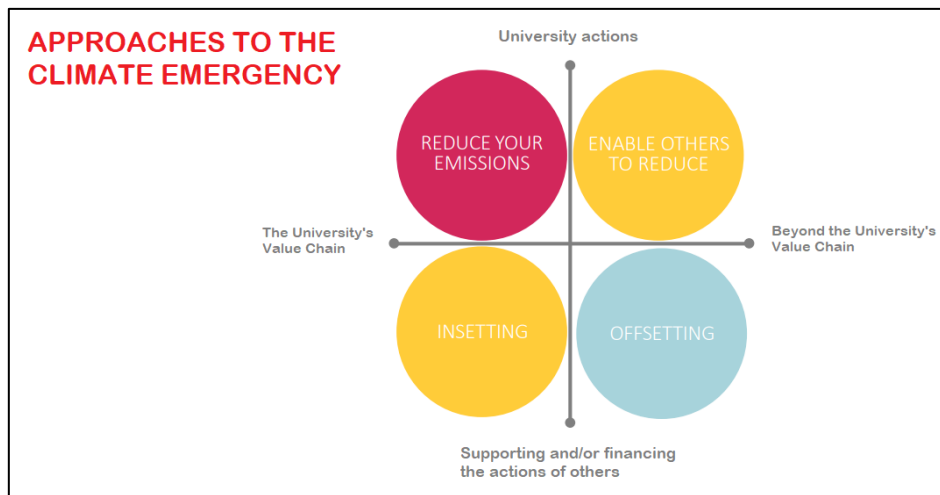 APPROACHES TO THE
CLIMATE EMERGENCY
University actions
REDUCE YOUR
EMISSIONS
ENABLE OTHERS
TO REDUCE
The University's
Value Chain
Beyond the University's
Value Chain
INSETTING
OFFSETTING
Supporting and/or financing
the actions of others